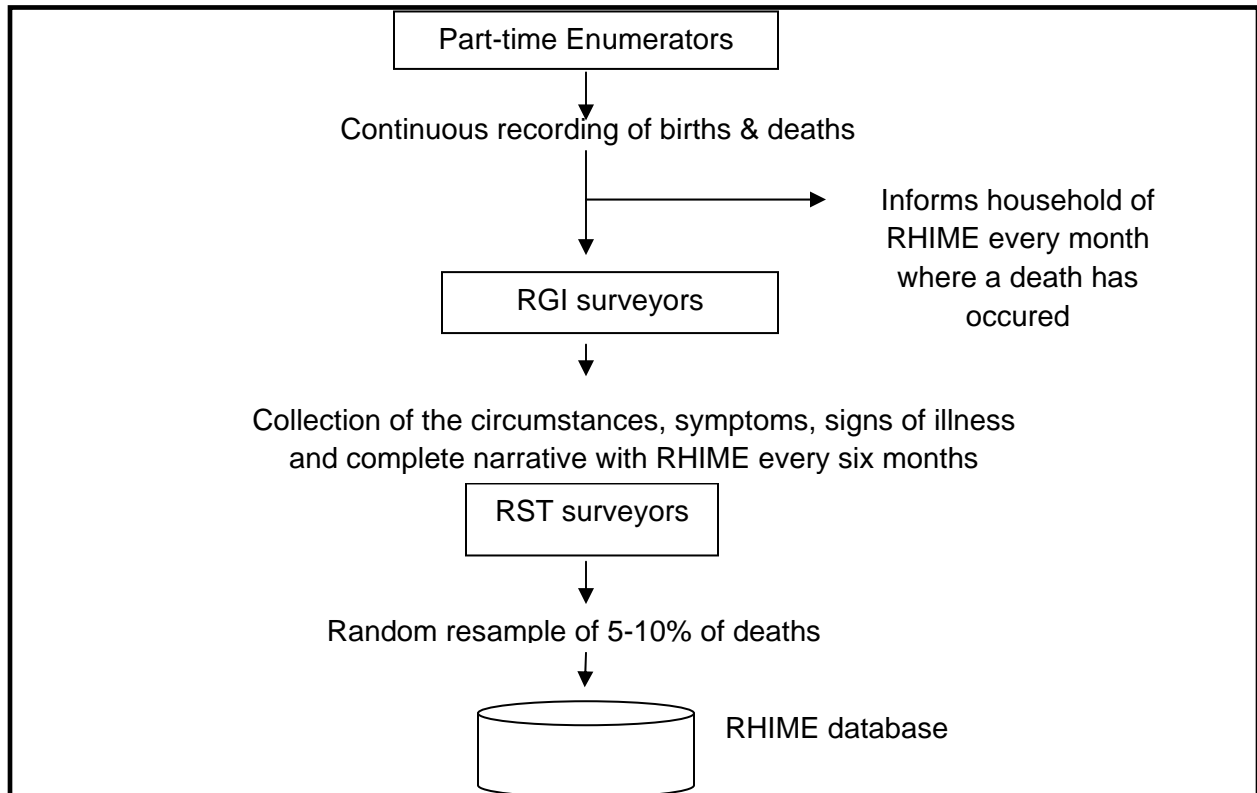 Part-time Enumerators
Continuous recording of births & deaths
Informs household of
RHIME every month
where a death has
occured
RGI surveyors
Collection of the circumstances, symptoms, signs of illness
and complete narrative with RHIME every six months
RST surveyors
Random resample of 5-10% of deaths
RHIME database